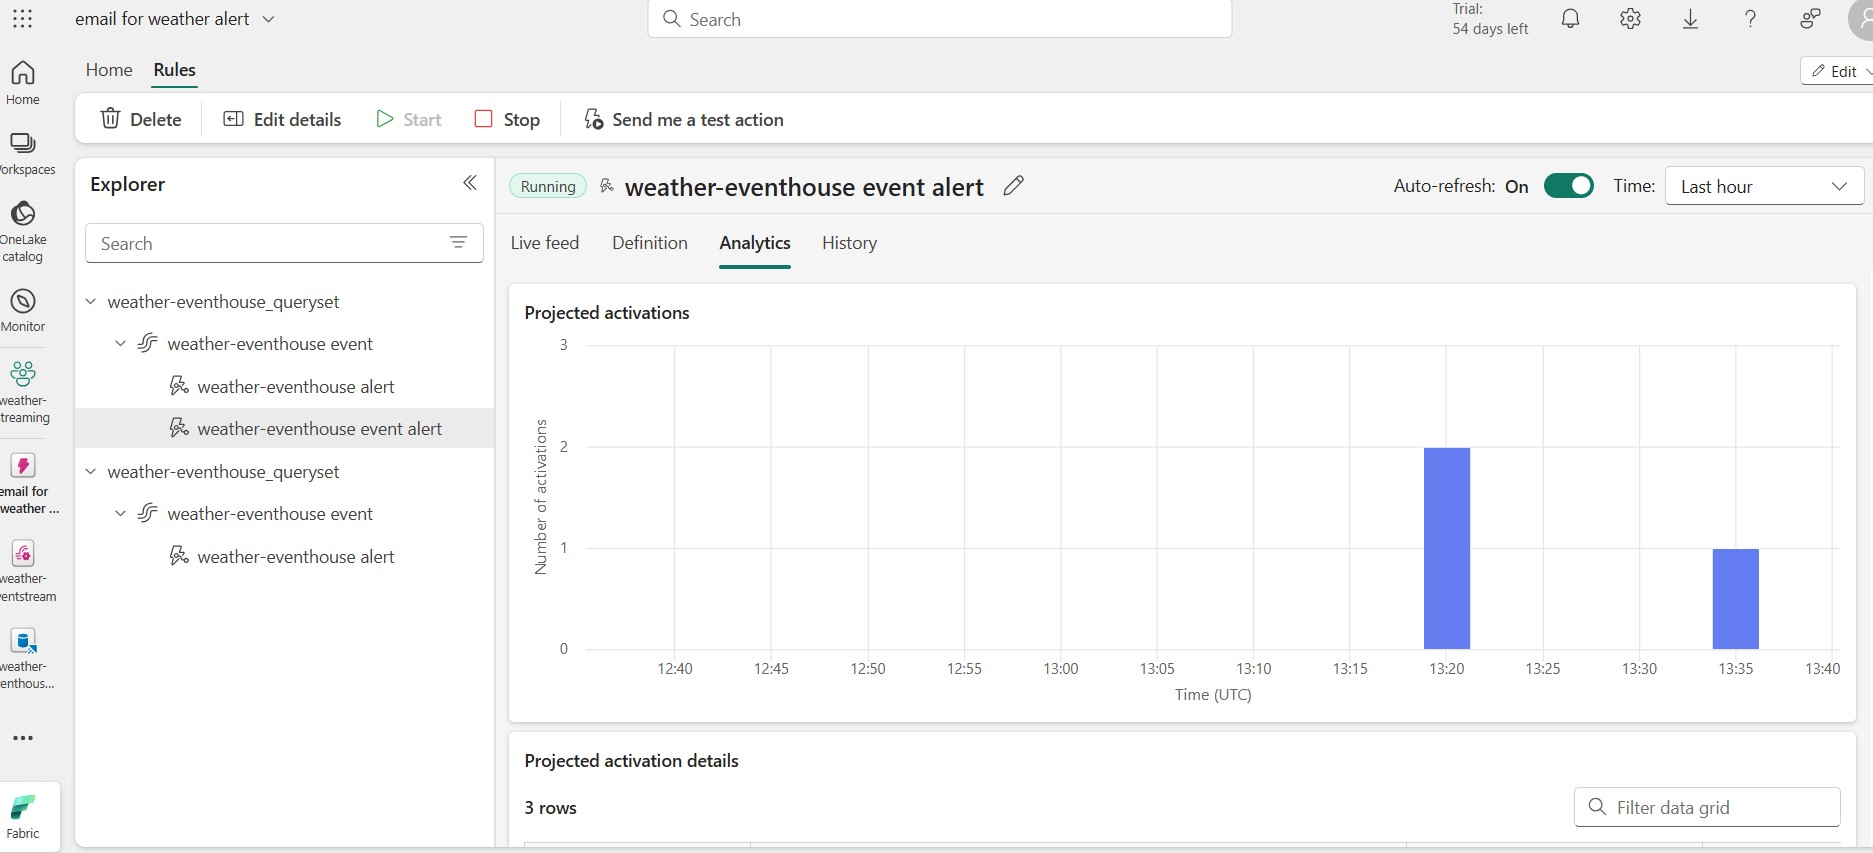 email for weather alert
Search
Trial:
54 days left
Home
Rules
Edit
Delete
Edit details
Start
Stop
Send me a test action
Home
orkspaces
OneLake
catalog
Monitor
weather-
treaming
email for
weather ...
weather-
entstream
weather-
enthous...
Fabric
Explorer
Search
weather-eventhouse_queryset
weather-eventhouse event
weather-eventhouse alert
weather-eventhouse event alert
weather-eventhouse_queryset
weather-eventhouse event
weather-eventhouse alert
Running
weather-eventhouse event alert
Auto-refresh: On
Time:
Last hour
Live feed
Definition
Analytics
History
Projected activations
Number of activations
3
2
1
0
12:40
12:45
12:50
12:55
13:00
13:05
13:10
13:15
13:20
13:25
13:30
13:35
13:40
Time (UTC)
Projected activation details
3 rows
Filter data grid